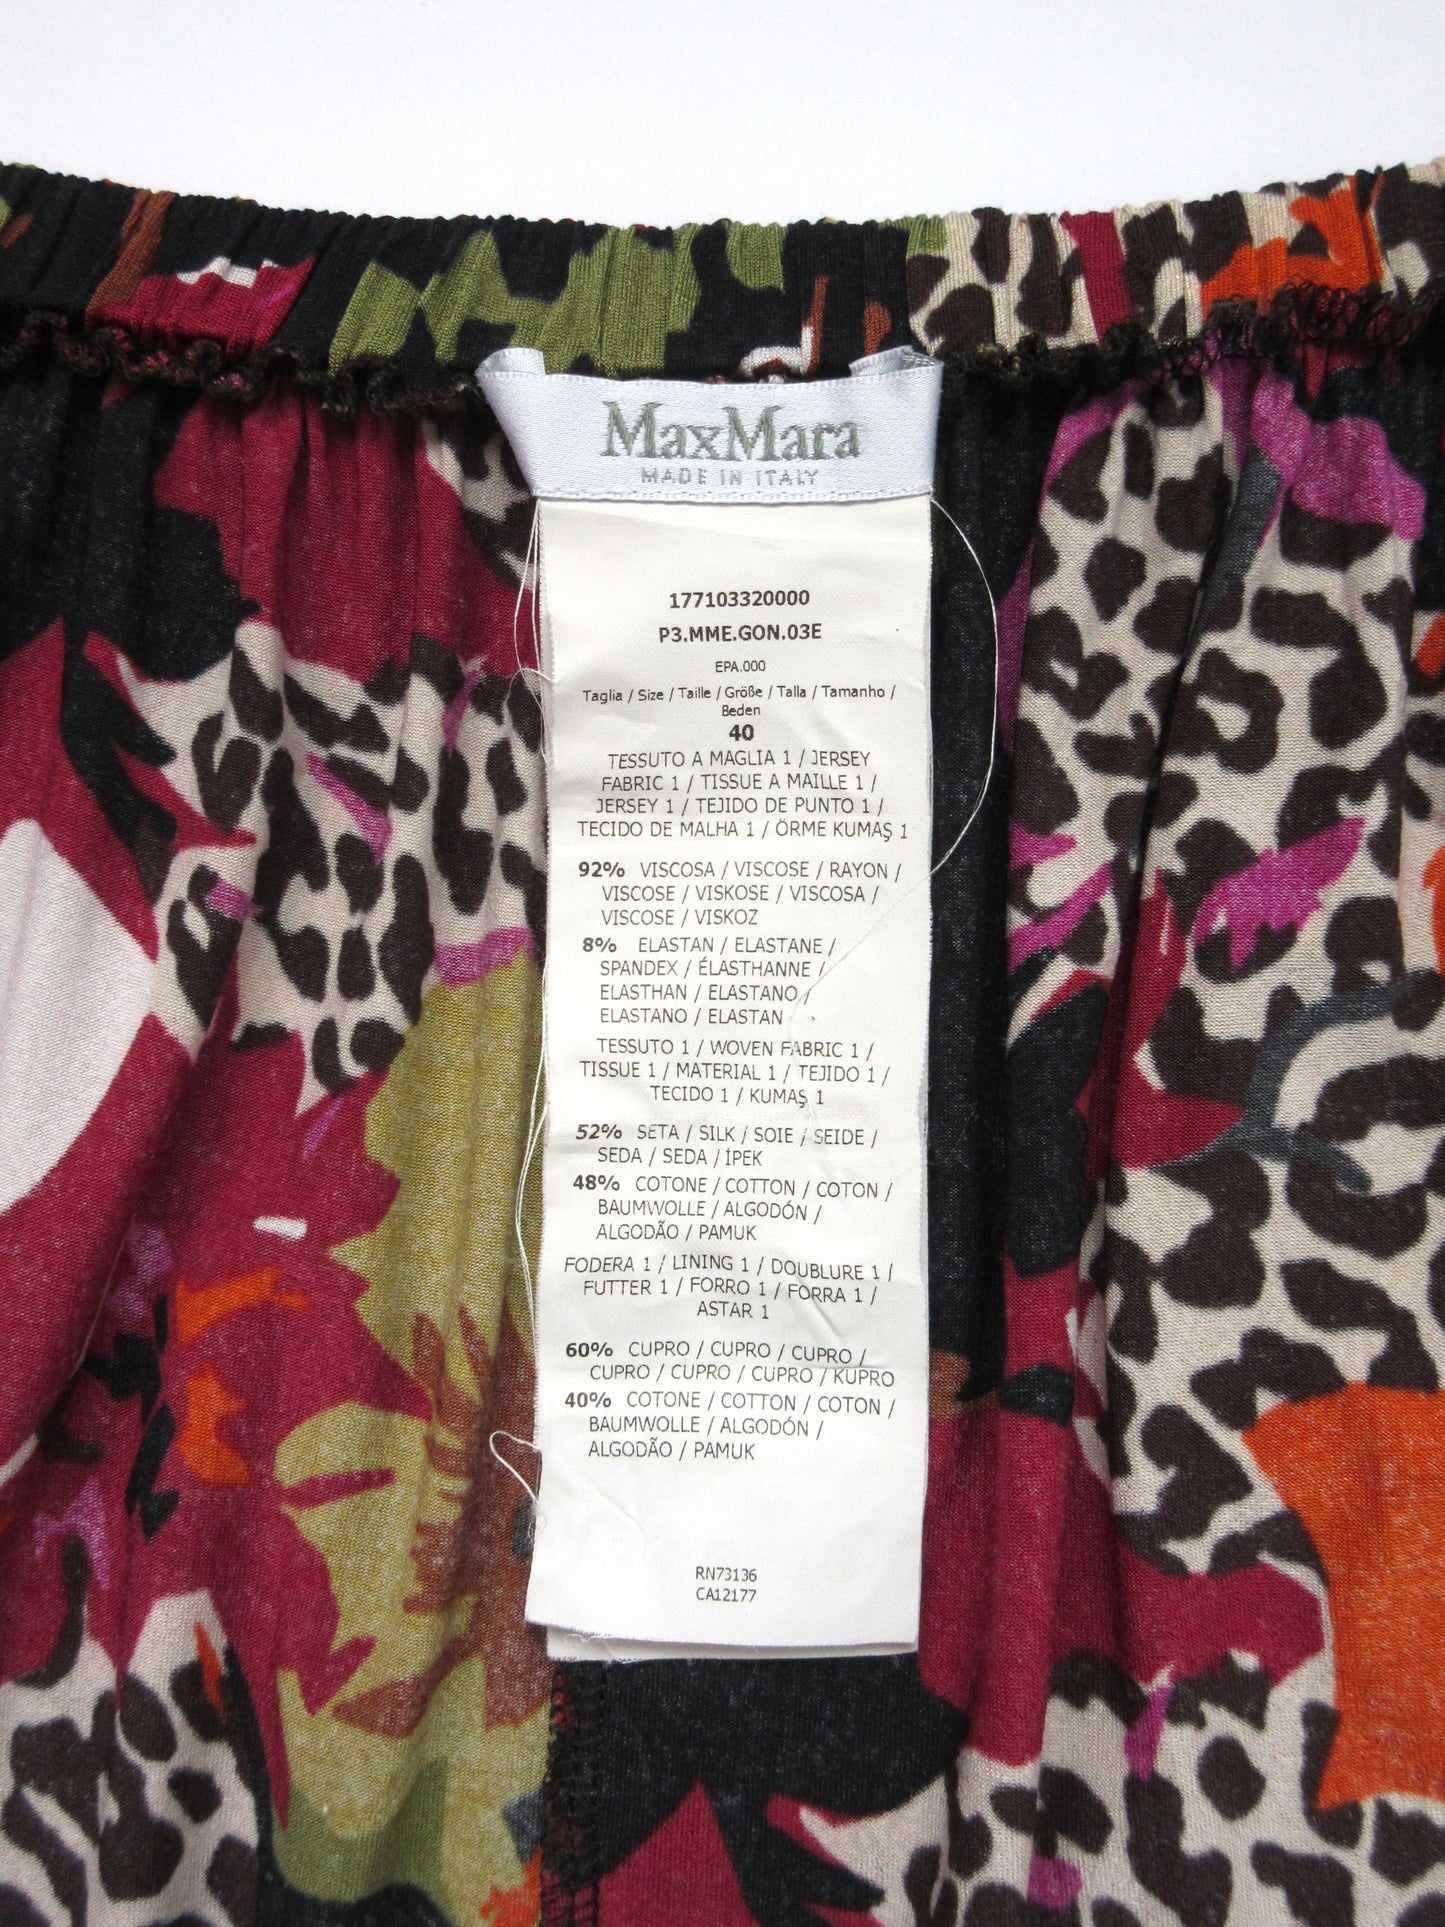 MaxMara
MADE IN ITALY
177103320000
P3.MME.GON.03E
EPA.000
Taglia / Size / Taille / Größe / Talla / Tamanho /
Beden
40
TESSUTO A MAGLIA 1 / JERSEY
FABRIC 1 / TISSUE A MAILLE 1 /
JERSEY 1 / TEJIDO DE PUNTO 1 /
TECIDO DE MALHA 1 / ÖRME KUMAŞ 1
92% VISCOSA / VISCOSE / RAYON /
VISCOSE / VISKOSE / VISCOSA /
VISCOSE / VISKOZ
8% ELASTAN / ELASTANE /
SPANDEX / ÉLASTHANNE /
ELASTHAN / ELASTANO /
ELASTANO / ELASTAN
TESSUTO 1 / WOVEN FABRIC 1 /
TISSUE 1 / MATERIAL 1 / TEJIDO 1 /
TECIDO 1 / KUMAŞ 1
52% SETA / SILK / SOIE / SEIDE /
SEDA / SEDA / İPEK
48% COTONE / COTTON / COTON /
BAUMWOLLE / ALGODÓN /
ALGODÃO / PAMUK
FODERA 1 / LINING 1 / DOUBLURE 1 /
FUTTER 1 / FORRO 1 / FORRA 1 /
ASTAR 1
60% CUPRO / CUPRO / CUPRO /
CUPRO / CUPRO / CUPRO / KUPRO
40% COTONE / COTTON / COTON /
BAUMWOLLE / ALGODÓN /
ALGODÃO / PAMUK
RN73136
CA12177